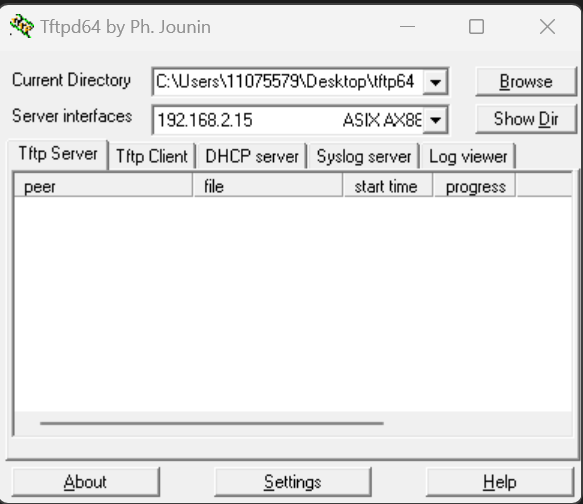 Tftpd64 by Ph. Jounin
Current Directory C:\Users\11075579\Desktop\tftp64 Browse
Server interfaces 192.168.2.15 ASIX AX88 Show Dir
Tftp Server Tftp Client DHCP server Syslog server Log viewer
peer file start time progress
About Settings Help